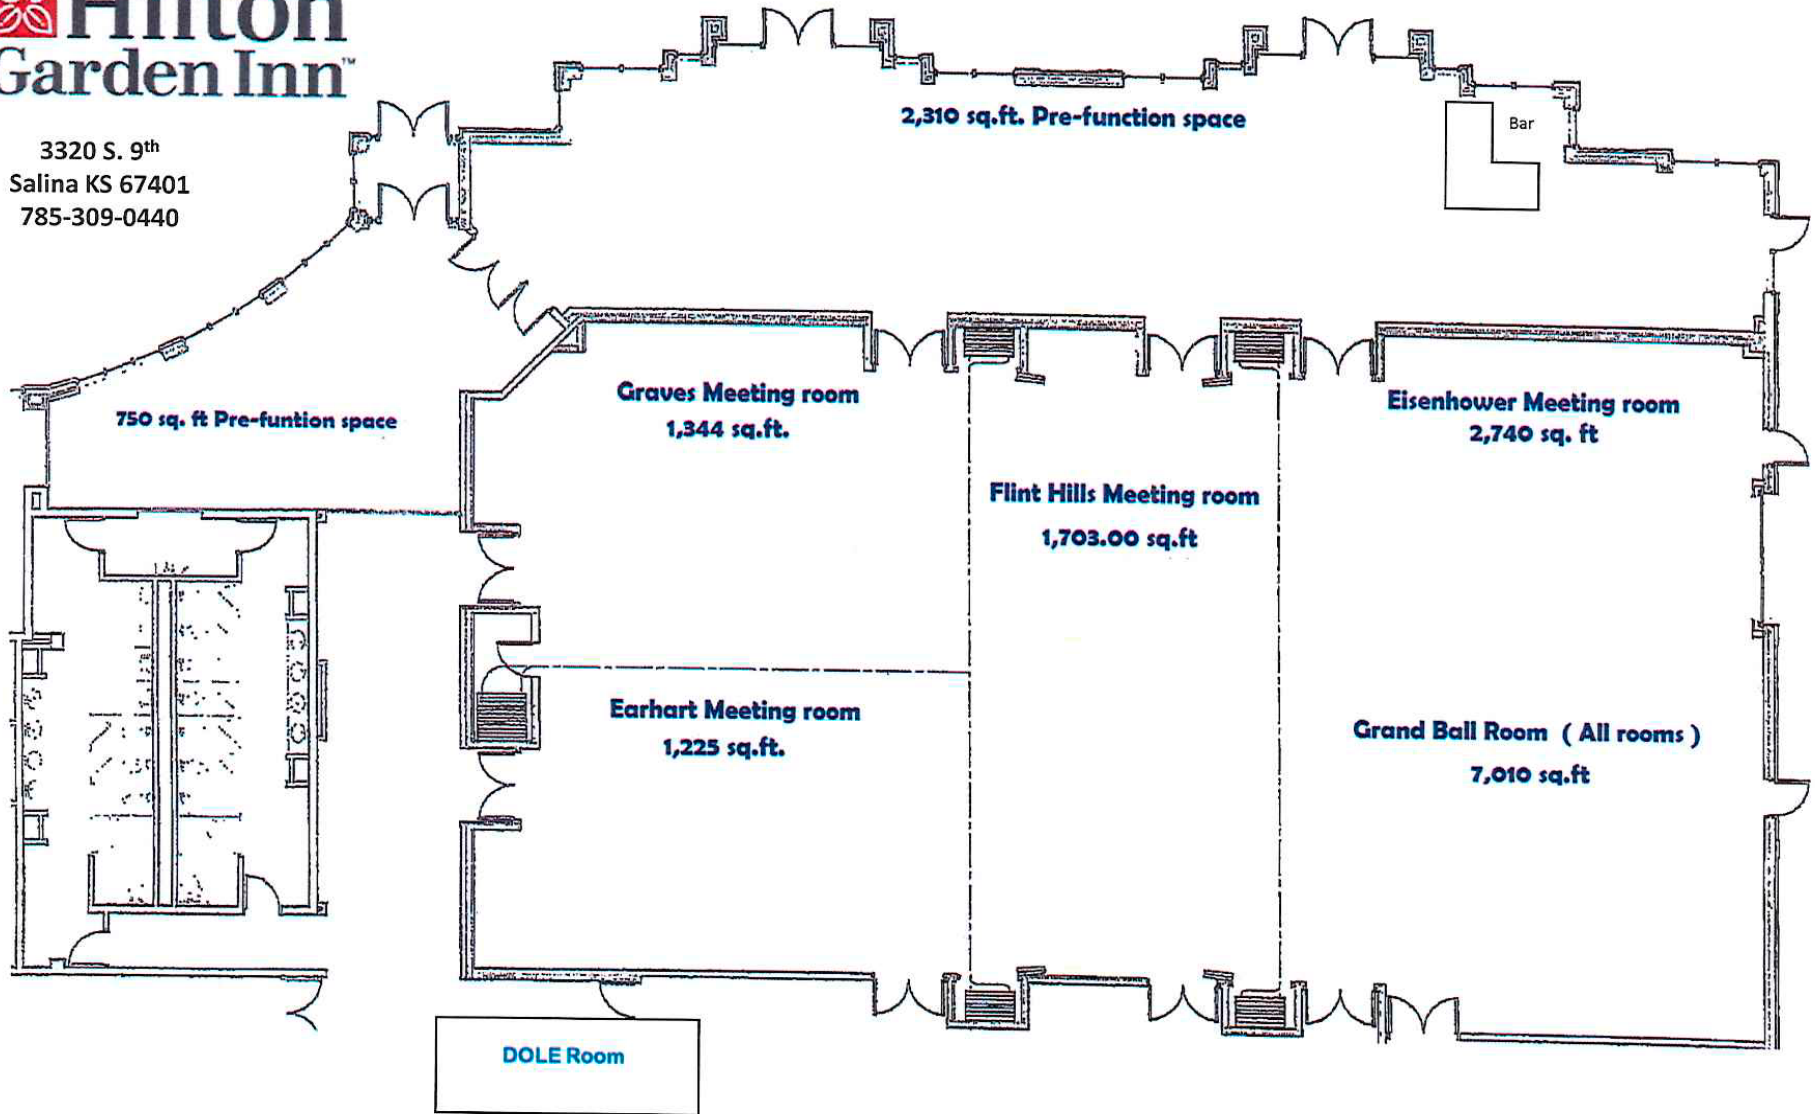 Hilton
Garden Inn™
3320 S. 9th
Salina KS 67401
785-309-0440
2,310 sq.ft. Pre-function space
Bar
750 sq. ft Pre-funtion space
Graves Meeting room
1,344 sq.ft.
Eisenhower Meeting room
2,740 sq. ft
Flint Hills Meeting room
1,703.00 sq.ft
Earhart Meeting room
1,225 sq.ft.
Grand Ball Room ( All rooms )
7,010 sq.ft
DOLE Room